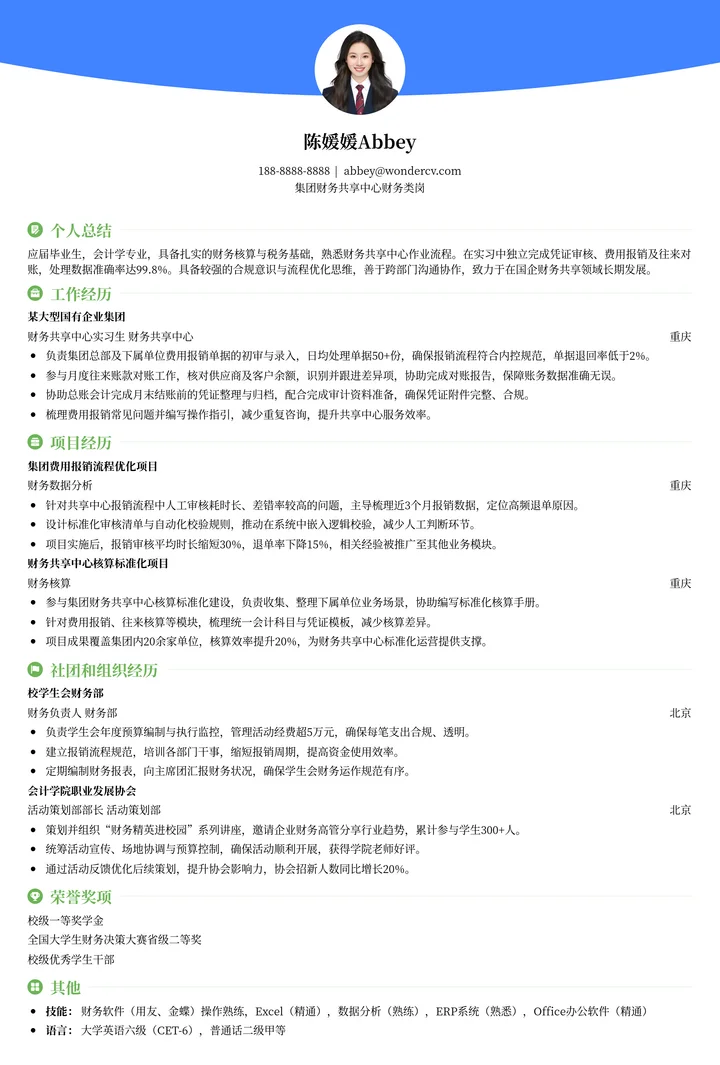 陈媛媛Abbey
188-8888-8888 | abbey@wondercv.com
集团财务共享中心财务类岗
个人总结
应届毕业生，会计学专业，具备扎实的财务核算与税务基础，熟悉财务共享中心作业流程。在实习中独立完成凭证审核、费用报销及往来对
账，处理数据准确率达99.8%。具备较强的合规意识与流程优化思维，善于跨部门沟通协作，致力于在国企财务共享领域长期发展。
工作经历
某大型国有企业集团
财务共享中心实习生 财务共享中心 重庆
• 负责集团总部及下属单位费用报销单据的初审与录入，日均处理单据50+份，确保报销流程符合内控规范，单据退回率低于2%。
• 参与月度往来账款对账工作，核对供应商及客户余额，识别并跟进差异项，协助完成对账报告，保障账务数据准确无误。
• 协助总账会计完成月末结账前的凭证整理与归档，配合完成审计资料准备，确保凭证附件完整、合规。
• 梳理费用报销常见问题并编写操作指引，减少重复咨询，提升共享中心服务效率。
项目经历
集团费用报销流程优化项目
财务数据分析 重庆
• 针对共享中心报销流程中人工审核耗时长、差错率较高的问题，主导梳理近3个月报销数据，定位高频退单原因。
• 设计标准化审核清单与自动化校验规则，推动在系统中嵌入逻辑校验，减少人工判断环节。
• 项目实施后，报销审核平均时长缩短30%，退单率下降15%，相关经验被推广至其他业务模块。
财务共享中心核算标准化项目
财务核算 重庆
• 参与集团财务共享中心核算标准化建设，负责收集、整理下属单位业务场景，协助编写标准化核算手册。
• 针对费用报销、往来核算等模块，梳理统一会计科目与凭证模板，减少核算差异。
• 项目成果覆盖集团内20余家单位，核算效率提升20%，为财务共享中心标准化运营提供支撑。
社团和组织经历
校学生会财务部
财务负责人 财务部 北京
• 负责学生会年度预算编制与执行监控，管理活动经费超5万元，确保每笔支出合规、透明。
• 建立报销流程规范，培训各部门干事，缩短报销周期，提高资金使用效率。
• 定期编制财务报表，向主席团汇报财务状况，确保学生会财务运作规范有序。
会计学院职业发展协会
活动策划部部长 活动策划部 北京
• 策划并组织“财务精英进校园”系列讲座，邀请企业财务高管分享行业趋势，累计参与学生300+人。
• 统筹活动宣传、场地协调与预算控制，确保活动顺利开展，获得学院老师好评。
• 通过活动反馈优化后续策划，提升协会影响力，协会招新人数同比增长20%。
荣誉奖项
校级一等奖学金
全国大学生财务决策大赛省级二等奖
校级优秀学生干部
其他
• 技能： 财务软件（用友、金蝶）操作熟练，Excel（精通），数据分析（熟练），ERP系统（熟悉），Office办公软件（精通）
• 语言： 大学英语六级（CET-6），普通话二级甲等